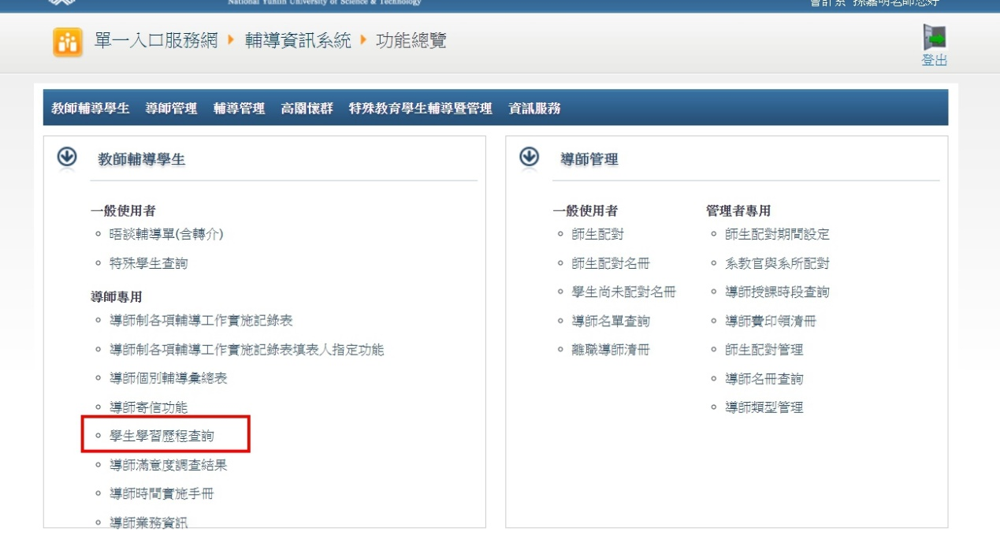 National Yunlin University of Science & Technology
會計系 孫嘉明老師您好
單一入口服務網 輔導資訊系統 功能總覽
登出
教師輔導學生 導師管理 輔導管理 高關懷群 特殊教育學生輔導暨管理 資訊服務
教師輔導學生
一般使用者
晤談輔導單(含轉介)
特殊學生查詢
導師專用
導師制各項輔導工作實施記錄表
導師制各項輔導工作實施記錄表填表人指定功能
導師個別輔導彙總表
導師寄信功能
學生學習歷程查詢
導師滿意度調查結果
導師時間實施手冊
導師業務資訊
導師管理
一般使用者
師生配對
師生配對名冊
學生尚未配對名冊
導師名單查詢
離職導師清冊
管理者專用
師生配對期間設定
系教官與系所配對
導師授課時段查詢
導師費印領清冊
師生配對管理
導師名冊查詢
導師類型管理